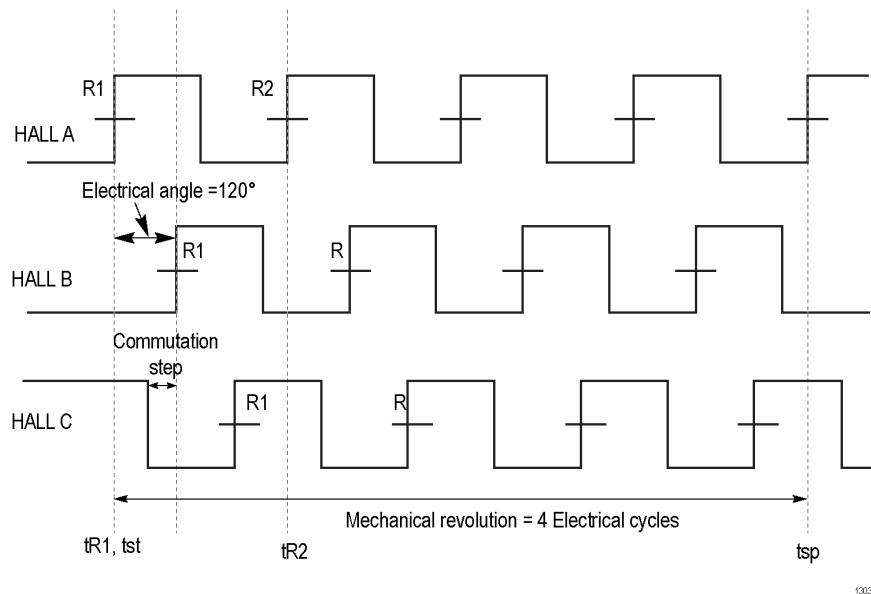 R1
R2
HALL A
Electrical angle =120°
R1
R
HALL B
Commutation
step
R1
R
HALL C
Mechanical revolution = 4 Electrical cycles
tR1, tst
tR2
tsp
1303